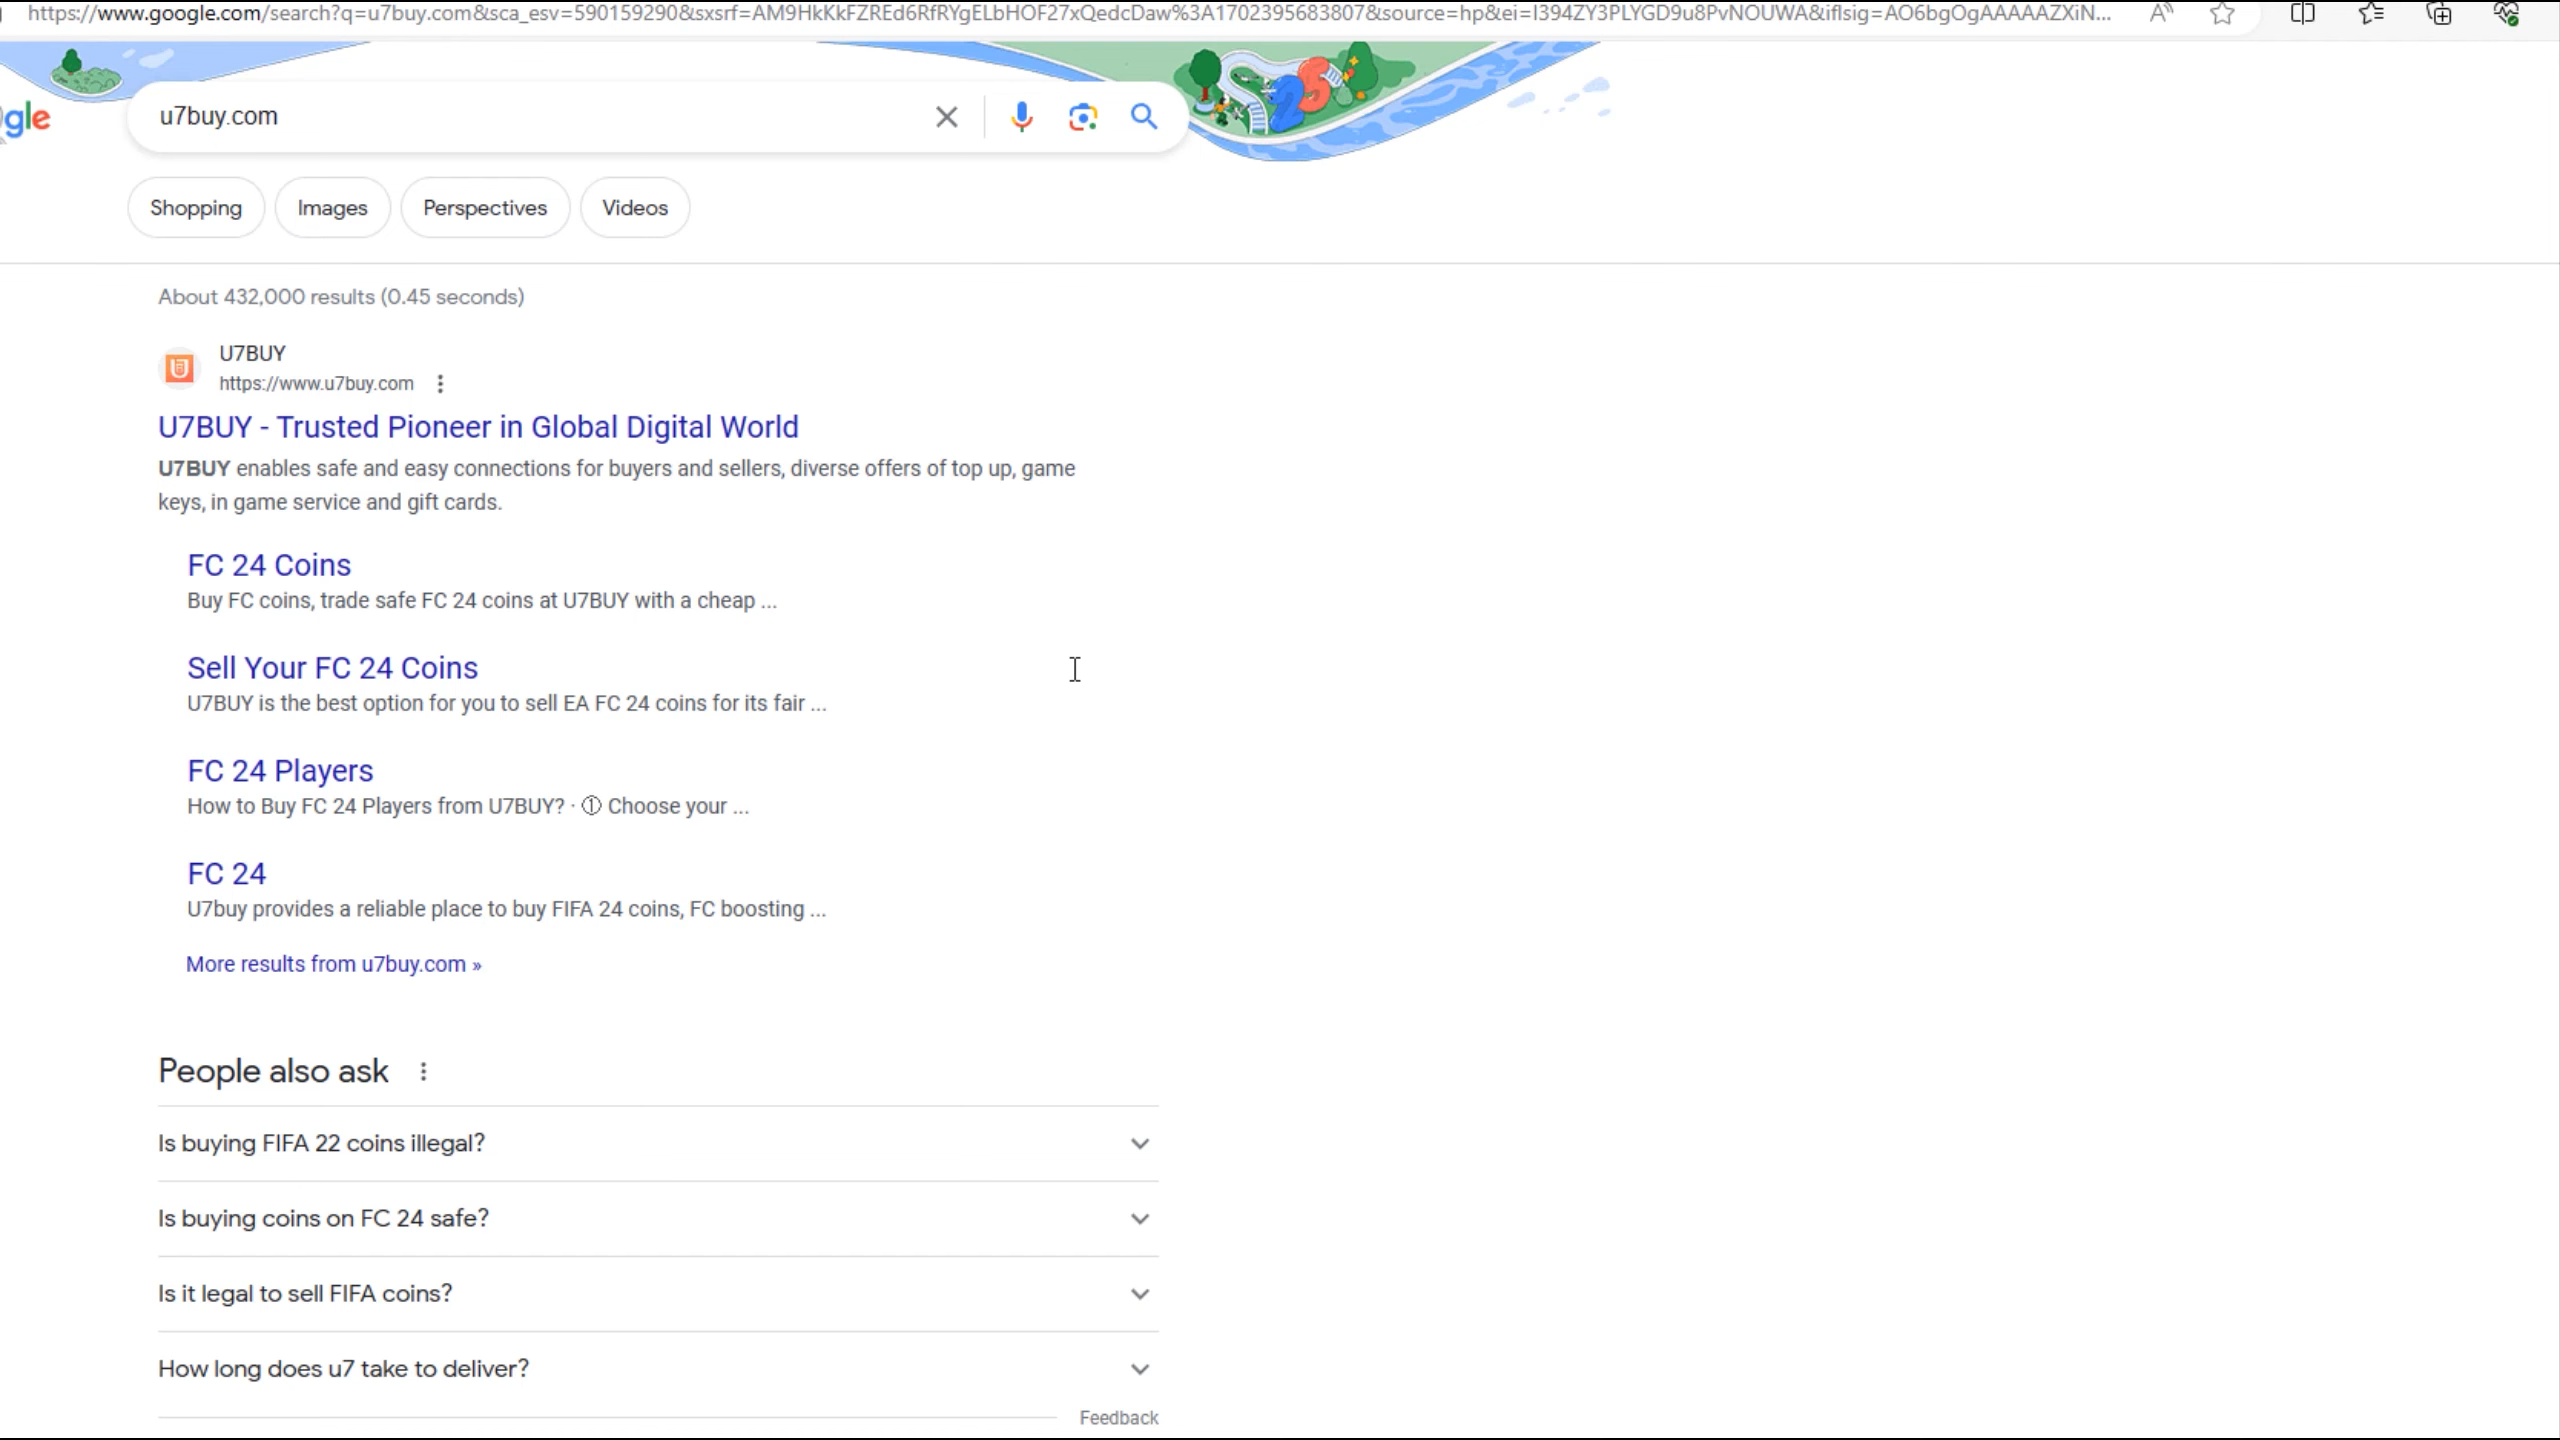 https://www.google.com/search?q=u7buy.com&sca_esv=590159290&sxsrf=AM9HkKkFZREd6RfRYgELbHOF27xQedcDaw%3A1702395683807&source=hp&ei=I394ZY3PLYGD9u8PvNOUWA&iflsig=AO6bgOgAAAAAZXiN...
gle
u7buy.com
25
Shopping
Images
Perspectives
Videos
About 432,000 results (0.45 seconds)
U7BUY
https://www.u7buy.com
U7BUY - Trusted Pioneer in Global Digital World
U7BUY enables safe and easy connections for buyers and sellers, diverse offers of top up, game
keys, in game service and gift cards.
FC 24 Coins
Buy FC coins, trade safe FC 24 coins at U7BUY with a cheap ...
Sell Your FC 24 Coins
U7BUY is the best option for you to sell EA FC 24 coins for its fair ...
FC 24 Players
How to Buy FC 24 Players from U7BUY? · ① Choose your ...
FC 24
U7buy provides a reliable place to buy FIFA 24 coins, FC boosting ...
More results from u7buy.com »
People also ask
Is buying FIFA 22 coins illegal?
Is buying coins on FC 24 safe?
Is it legal to sell FIFA coins?
How long does u7 take to deliver?
Feedback